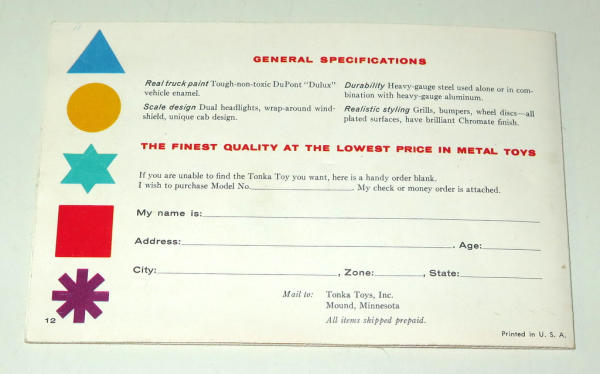 GENERAL SPECIFICATIONS
Real truck paint Tough-non-toxic DuPont "Dulux"
vehicle enamel.
Scale design Dual headlights, wrap-around wind-
shield, unique cab design.
Durability Heavy-gauge steel used alone or in com-
bination with heavy-gauge aluminum.
Realistic styling Grills, bumpers, wheel discs—all
plated surfaces, have brilliant Chromate finish.
THE FINEST QUALITY AT THE LOWEST PRICE IN METAL TOYS
If you are unable to find the Tonka Toy you want, here is a handy order blank.
I wish to purchase Model No. . My check or money order is attached.
My name is:
Address: . Age:
City: , Zone: , State:
Mail to: Tonka Toys, Inc.
Mound, Minnesota
All items shipped prepaid.
12
Printed in U. S. A.